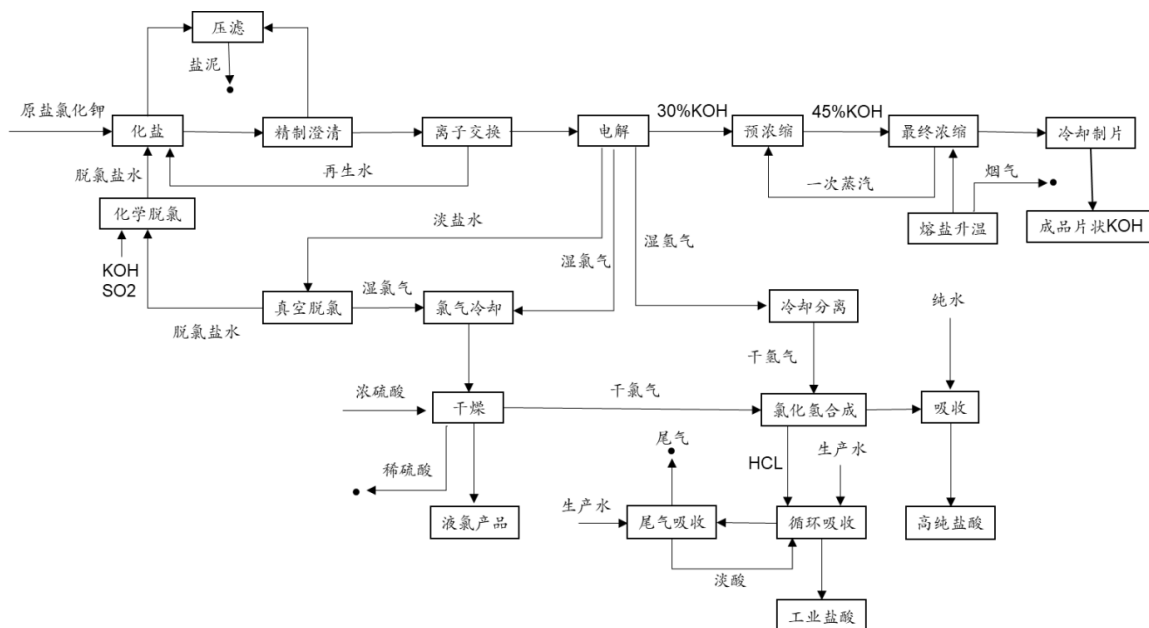 压滤
盐泥
原盐氯化钾
化盐
精制澄清
离子交换
电解
30%KOH
预浓缩
45%KOH
最终浓缩
冷却制片
再生水
一次蒸汽
烟气
脱氯盐水
化学脱氯
淡盐水
熔盐升温
成品片状KOH
湿氯气
湿氢气
KOH
SO2
真空脱氯
湿氯气
氯气冷却
冷却分离
纯水
脱氯盐水
干氢气
浓硫酸
干燥
干氯气
氯化氢合成
吸收
尾气
HCL
生产水
稀硫酸
液氯产品
生产水
尾气吸收
循环吸收
高纯盐酸
淡酸
工业盐酸